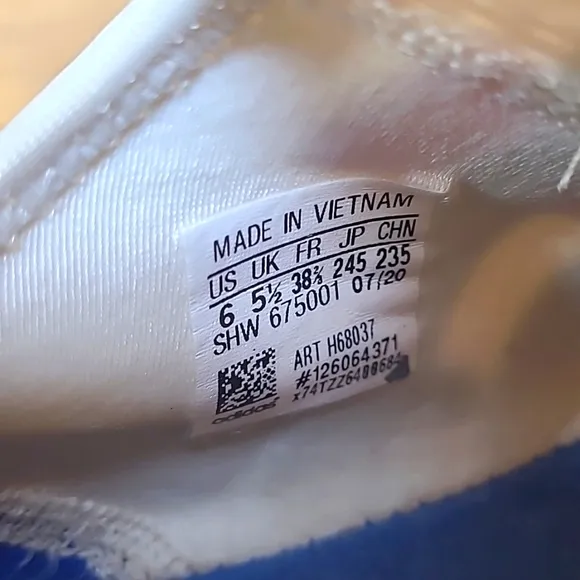 MADE IN VIETNAM
US UK FR JP CHN
6 5½ 38⅔ 245 235
SHW 675001 07/20
ART H68037
#126064371
adidas